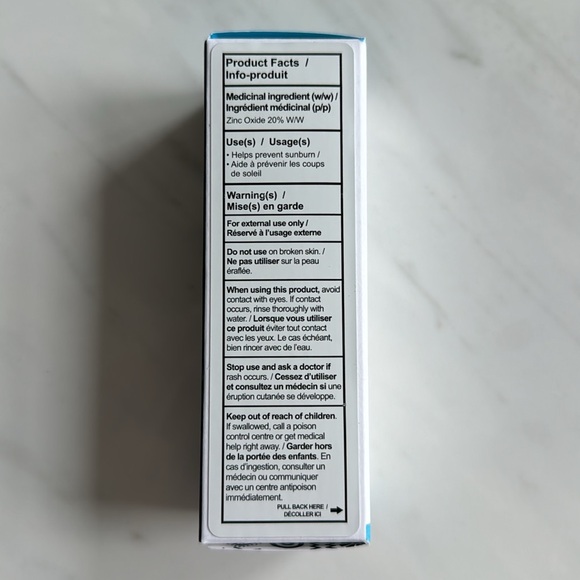 Product Facts /
Info-produit
Medicinal ingredient (w/w) /
Ingrédient médicinal (p/p)
Zinc Oxide 20% W/W
Use(s) / Usage(s)
• Helps prevent sunburn /
• Aide à prévenir les coups
de soleil
Warning(s) /
Mise(s) en garde
For external use only /
Réservé à l'usage externe
Do not use on broken skin. /
Ne pas utiliser sur la peau
éraflée.
When using this product, avoid
contact with eyes. If contact
occurs, rinse thoroughly with
water. / Lorsque vous utiliser
ce produit éviter tout contact
avec les yeux. Le cas échéant,
bien rincer avec de l'eau.
Stop use and ask a doctor if
rash occurs. / Cessez d'utiliser
et consultez un médecin si une
éruption cutanée se développe.
Keep out of reach of children.
If swallowed, call a poison
control centre or get medical
help right away. / Garder hors
de la portée des enfants. En
cas d'ingestion, consulter un
médecin ou communiquer
avec un centre antipoison
immédiatement.
PULL BACK HERE /
DÉCOLLER ICI